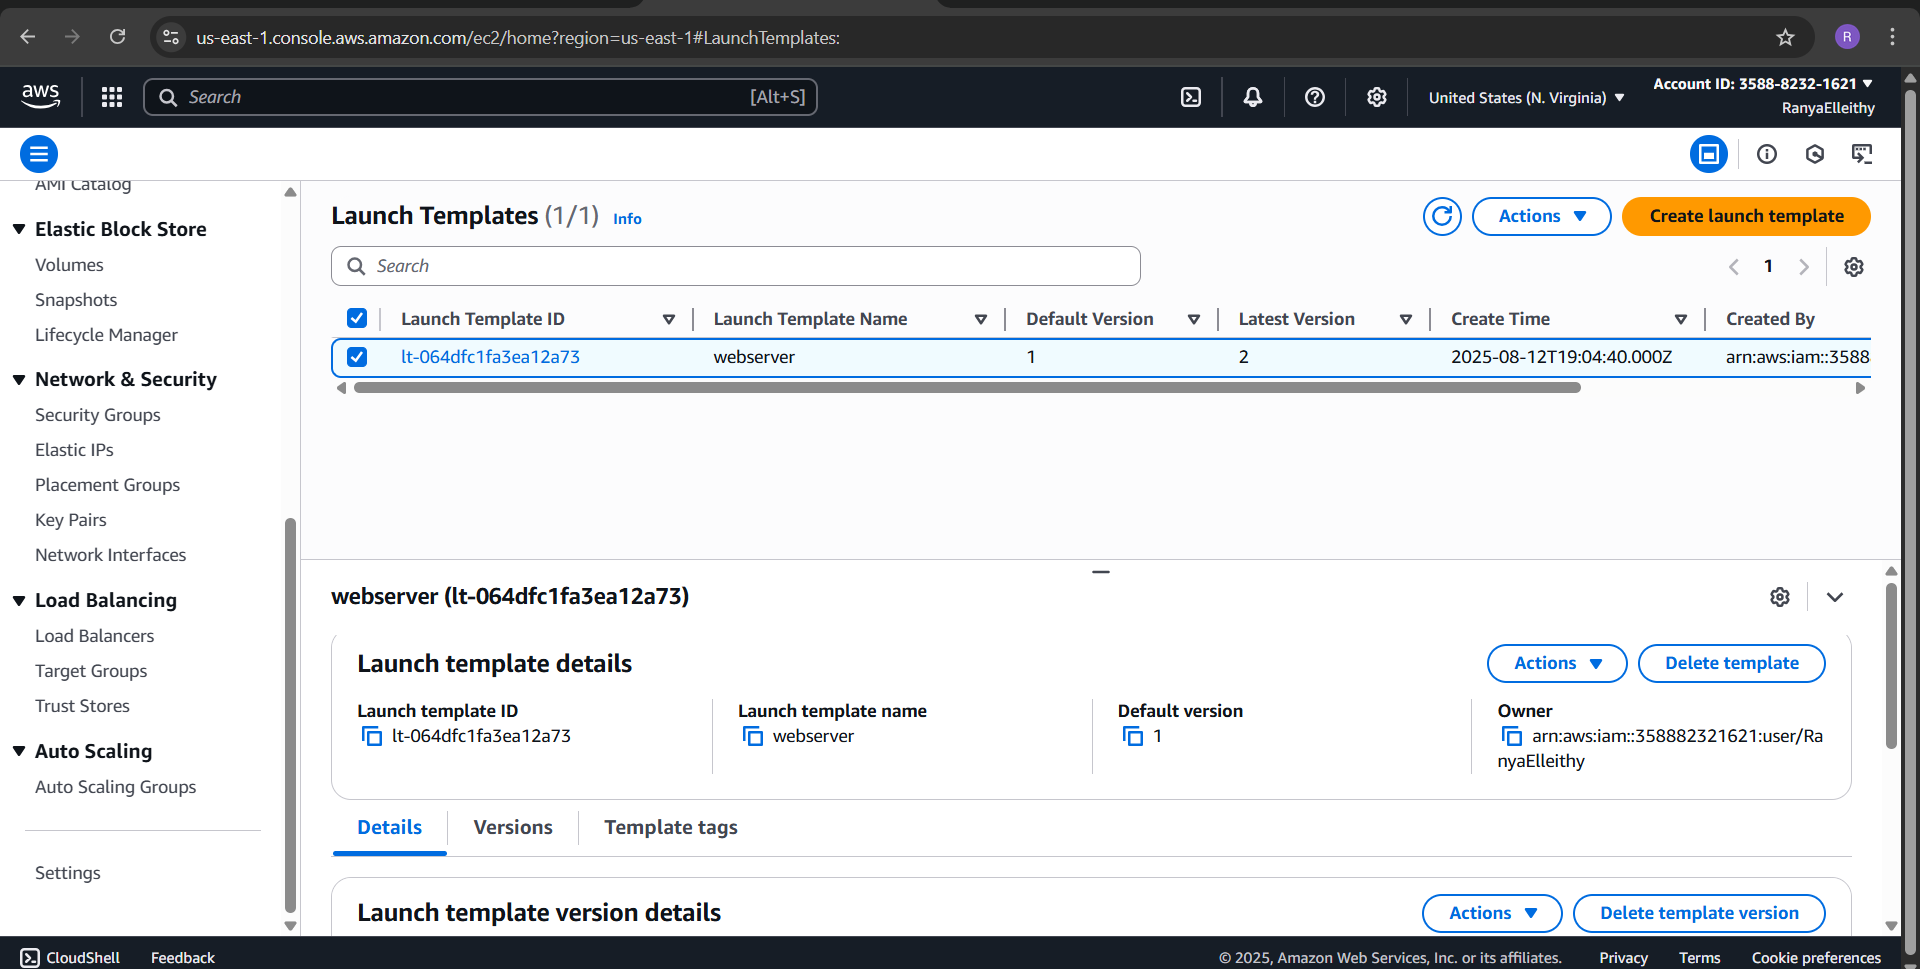 us-east-1.console.aws.amazon.com/ec2/home?region=us-east-1#LaunchTemplates:
R
aws
Search
[Alt+S]
United States (N. Virginia)
Account ID: 3588-8232-1621
RanyaElleithy
AMI Catalog
Elastic Block Store
Volumes
Snapshots
Lifecycle Manager
Network & Security
Security Groups
Elastic IPs
Placement Groups
Key Pairs
Network Interfaces
Load Balancing
Load Balancers
Target Groups
Trust Stores
Auto Scaling
Auto Scaling Groups
Settings
Launch Templates (1/1) Info
Actions
Create launch template
Search
1
Launch Template ID Launch Template Name Default Version Latest Version Create Time Created By
lt-064dfc1fa3ea12a73 webserver 1 2 2025-08-12T19:04:40.000Z arn:aws:iam::3588
webserver (lt-064dfc1fa3ea12a73)
Launch template details
Actions
Delete template
Launch template ID
lt-064dfc1fa3ea12a73
Launch template name
webserver
Default version
1
Owner
arn:aws:iam::358882321621:user/Ra
nyaElleithy
Details Versions Template tags
Launch template version details
Actions
Delete template version
CloudShell Feedback
© 2025, Amazon Web Services, Inc. or its affiliates. Privacy Terms Cookie preferences